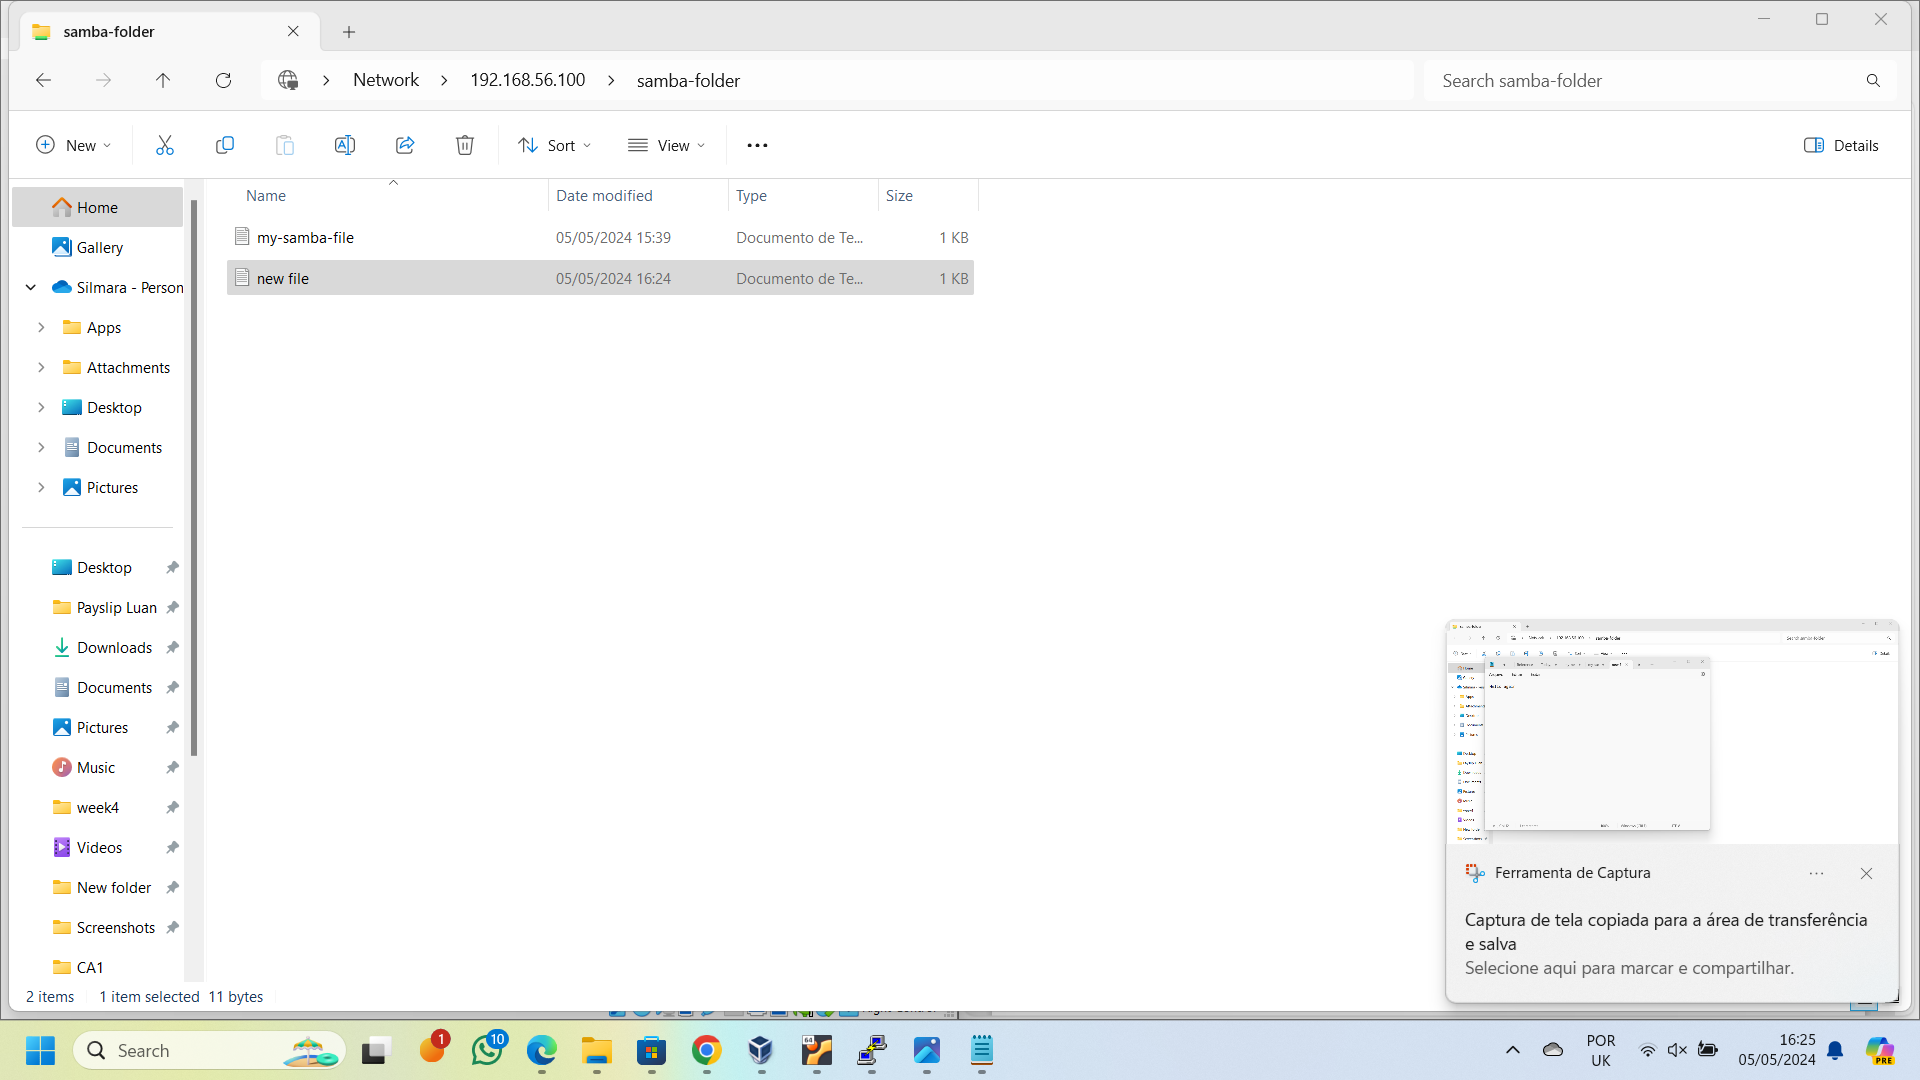 samba-folder
Network
192.168.56.100
samba-folder
Search samba-folder
New
Sort
View
Details
Name
Date modified
Type
Size
my-samba-file
05/05/2024 15:39
Documento de Te...
1 KB
new file
05/05/2024 16:24
Documento de Te...
1 KB
Home
Gallery
Silmara - Person
Apps
Attachments
Desktop
Documents
Pictures
Desktop
Payslip Luan
Downloads
Documents
Pictures
Music
week4
Videos
New folder
Screenshots
CA1
2 items
1 item selected
11 bytes
Ferramenta de Captura
Captura de tela copiada para a área de transferência
e salva
Selecione aqui para marcar e compartilhar.
Search
1
10
64
POR
UK
16:25
05/05/2024
PRE